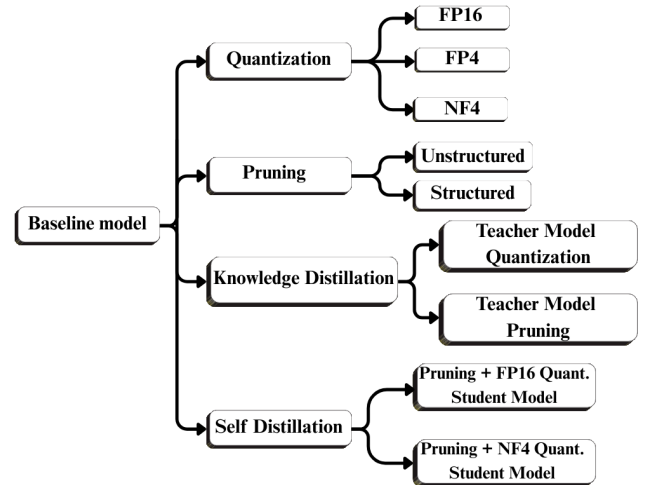 Baseline model
Quantization
FP16
FP4
NF4
Pruning
Unstructured
Structured
Knowledge Distillation
Teacher Model
Quantization
Teacher Model
Pruning
Self Distillation
Pruning + FP16 Quant.
Student Model
Pruning + NF4 Quant.
Student Model